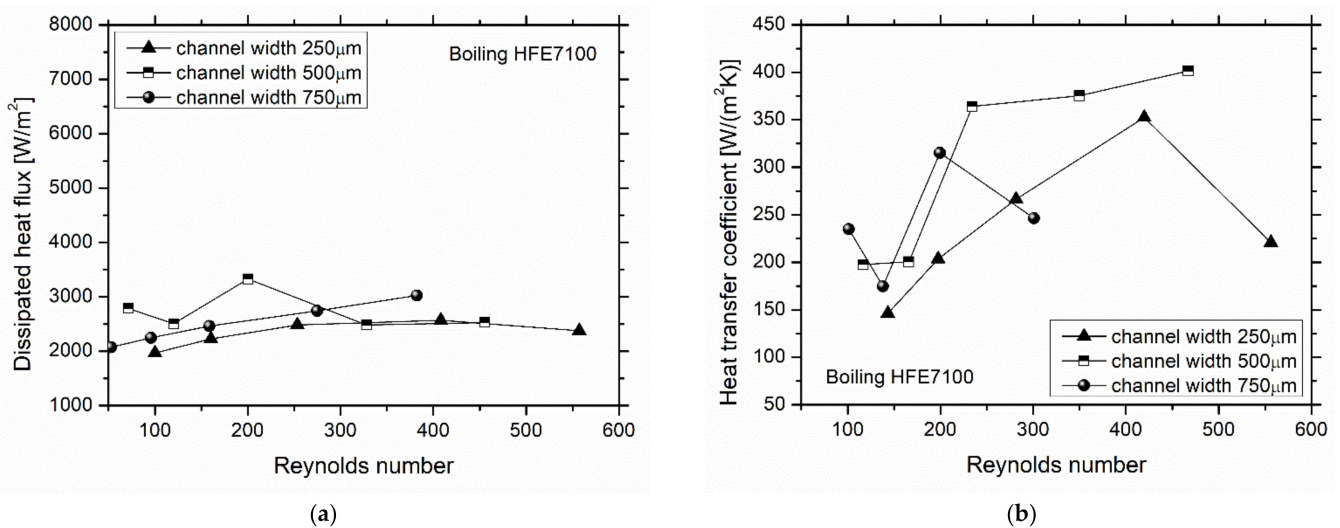 8000
7000
6000
5000
4000
3000
2000
1000
Dissipated heat flux [W/m²]
channel width 250μm
channel width 500μm
channel width 750μm
Boiling HFE7100
100 200 300 400 500 600
Reynolds number
(a)
450
400
350
300
250
200
150
100
50
Heat transfer coefficient [W/(m²K)]
channel width 250μm
channel width 500μm
channel width 750μm
Boiling HFE7100
100 200 300 400 500 600
Reynolds number
(b)